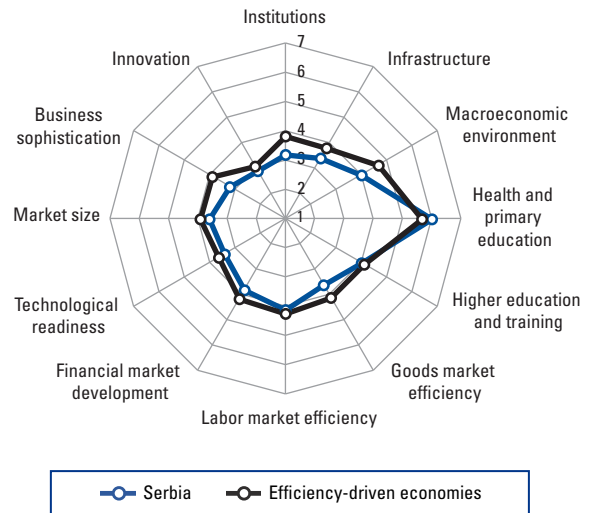 Institutions
7
6
5
4
3
2
1
Infrastructure
Macroeconomic
environment
Health and
primary
education
Higher education
and training
Goods market
efficiency
Labor market efficiency
Financial market
development
Technological
readiness
Market size
Business
sophistication
Innovation
Serbia
Efficiency-driven economies